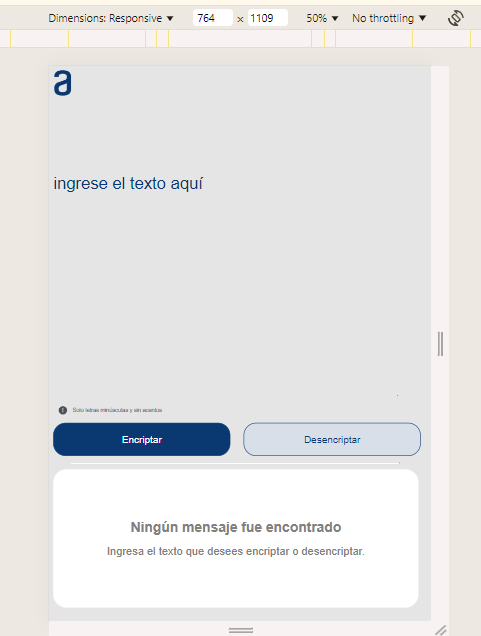 Dimensions: Responsive ▼ 764 x 1109 50% ▼ No throttling ▼
a
ingrese el texto aquí
! Solo letras minúsculas y sin acentos
Encriptar Desencriptar
Ningún mensaje fue encontrado
Ingresa el texto que desees encriptar o desencriptar.